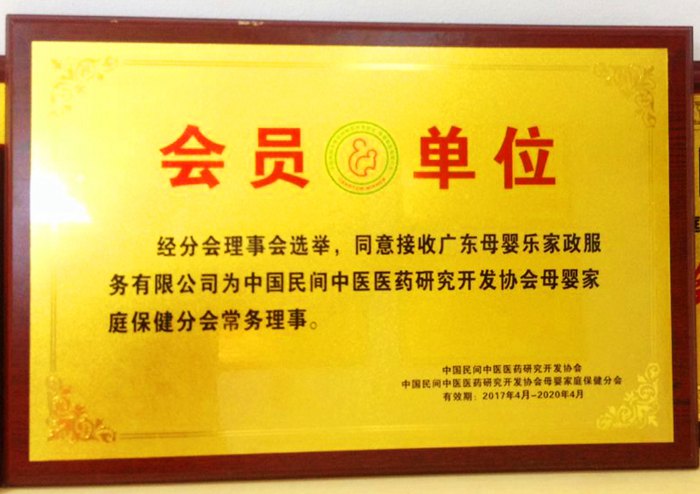 会员单位
经分会理事会选举，同意接收广东母婴乐家政服
务有限公司为中国民间中医医药研究开发协会母婴家
庭保健分会常务理事。
中国民间中医医药研究开发协会
中国民间中医医药研究开发协会母婴家庭保健分会
有效期：2017年4月-2020年4月